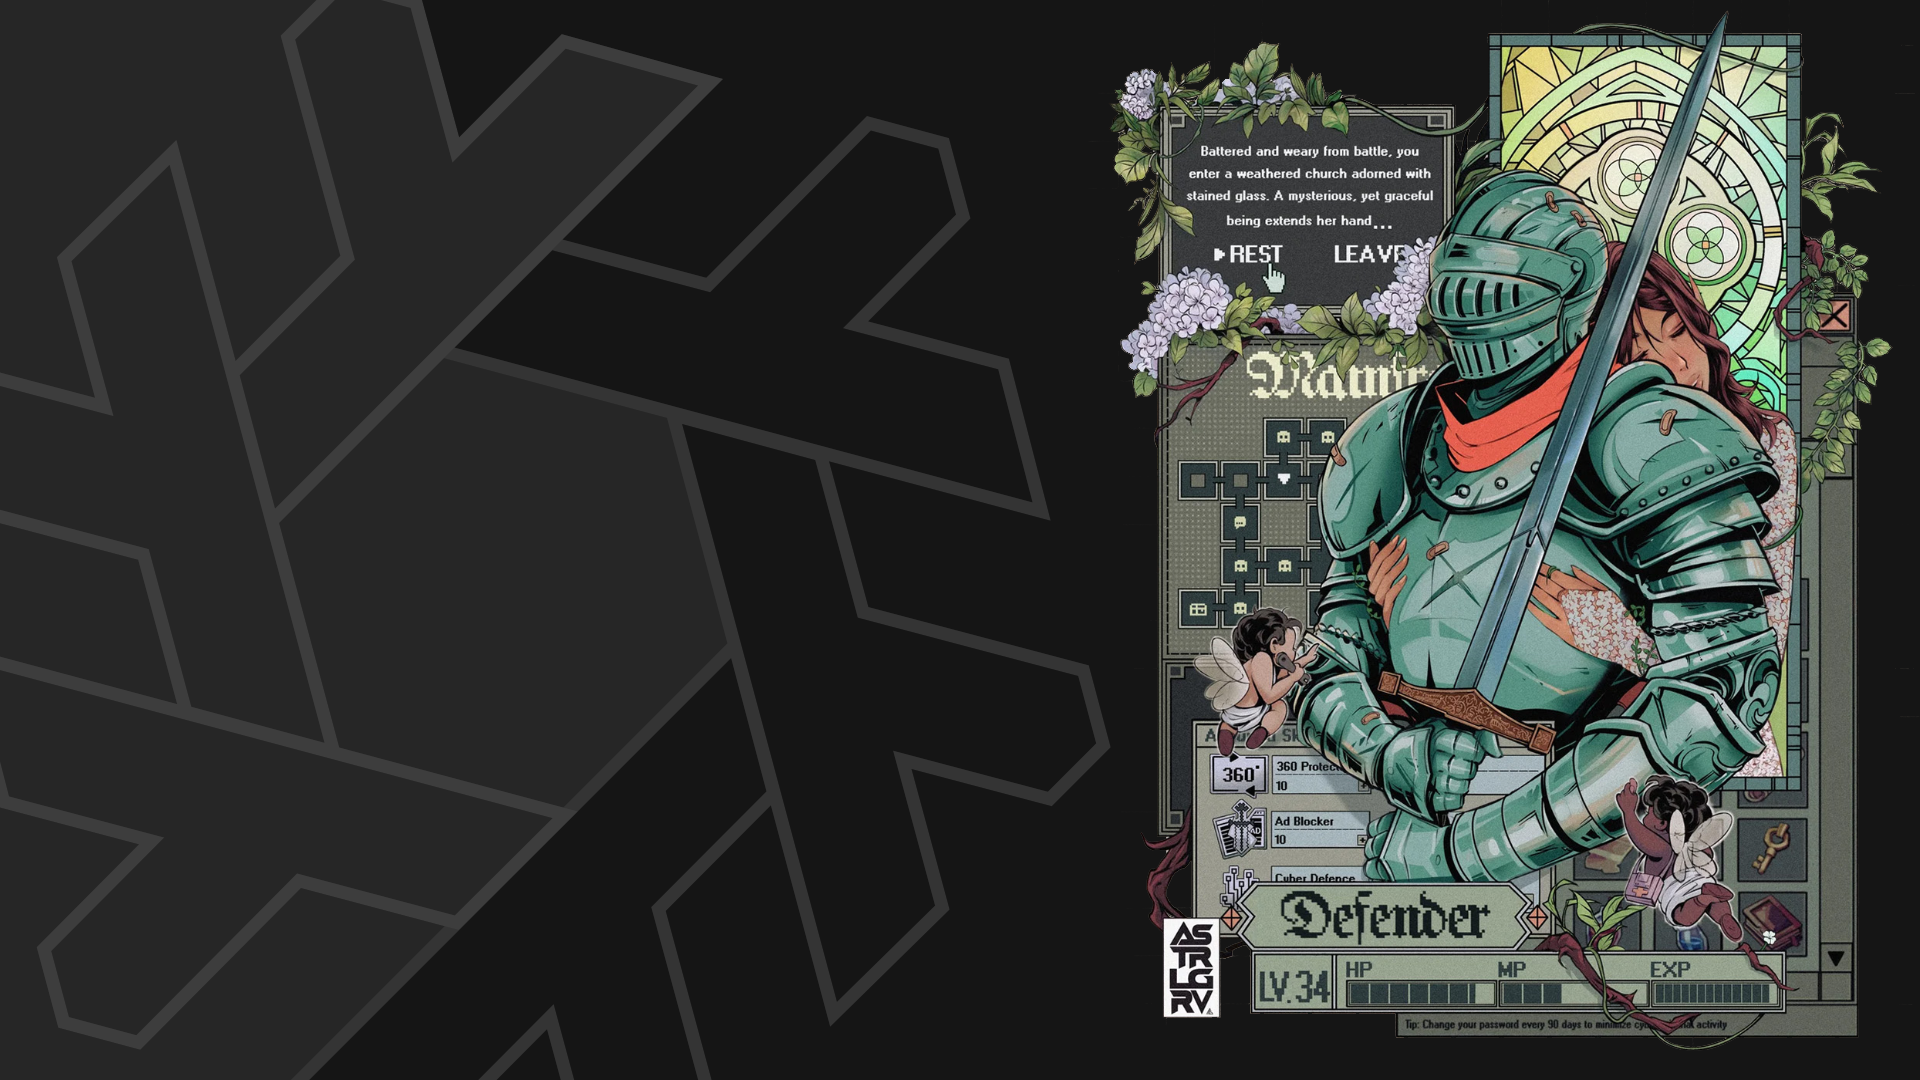 Battered and weary from battle, you
enter a weathered church adorned with
stained glass. A mysterious, yet graceful
being extends her hand...
REST LEAVE
360°
360 Protec
10
Ad Blocker
10
Cyber Defence
Defender
LV.34
HP MP EXP
AS
TR
LG
RV
Tip: Change your password every 90 days to minimize activity